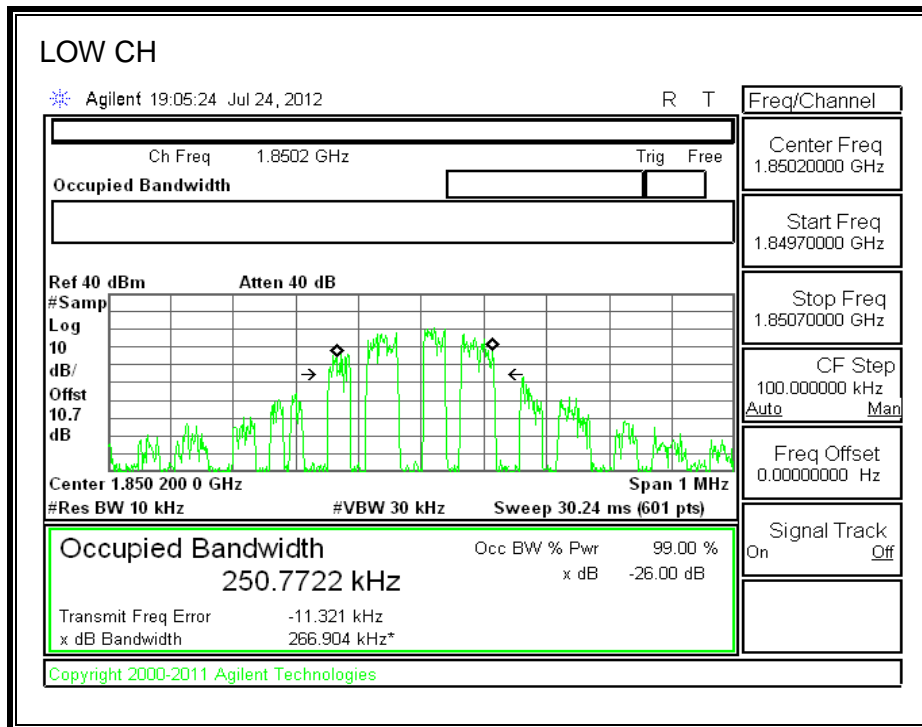 LOW CH
Agilent 19:05:24 Jul 24, 2012 R T
Freq/Channel
Ch Freq 1.8502 GHz Trig Free
Occupied Bandwidth
Center Freq
1.85020000 GHz
Start Freq
1.84970000 GHz
Stop Freq
1.85070000 GHz
CF Step
100.000000 kHz
Auto Man
Freq Offset
0.00000000 Hz
Signal Track
On Off
Ref 40 dBm Atten 40 dB
#Samp
Log
10
dB/
Offst
10.7
dB
Center 1.850 200 0 GHz Span 1 MHz
#Res BW 10 kHz #VBW 30 kHz Sweep 30.24 ms (601 pts)
Occupied Bandwidth Occ BW % Pwr 99.00 %
250.7722 kHz x dB -26.00 dB
Transmit Freq Error -11.321 kHz
x dB Bandwidth 266.904 kHz*
Copyright 2000-2011 Agilent Technologies